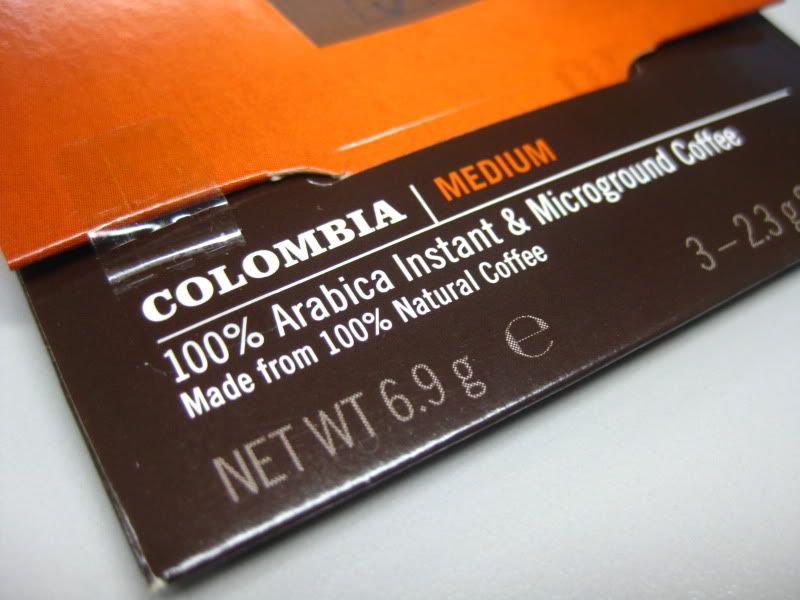 COLOMBIA | MEDIUM
100% Arabica Instant & Microground Coffee
Made from 100% Natural Coffee
NET WT 6.9 g ℮
3 – 2.3 g